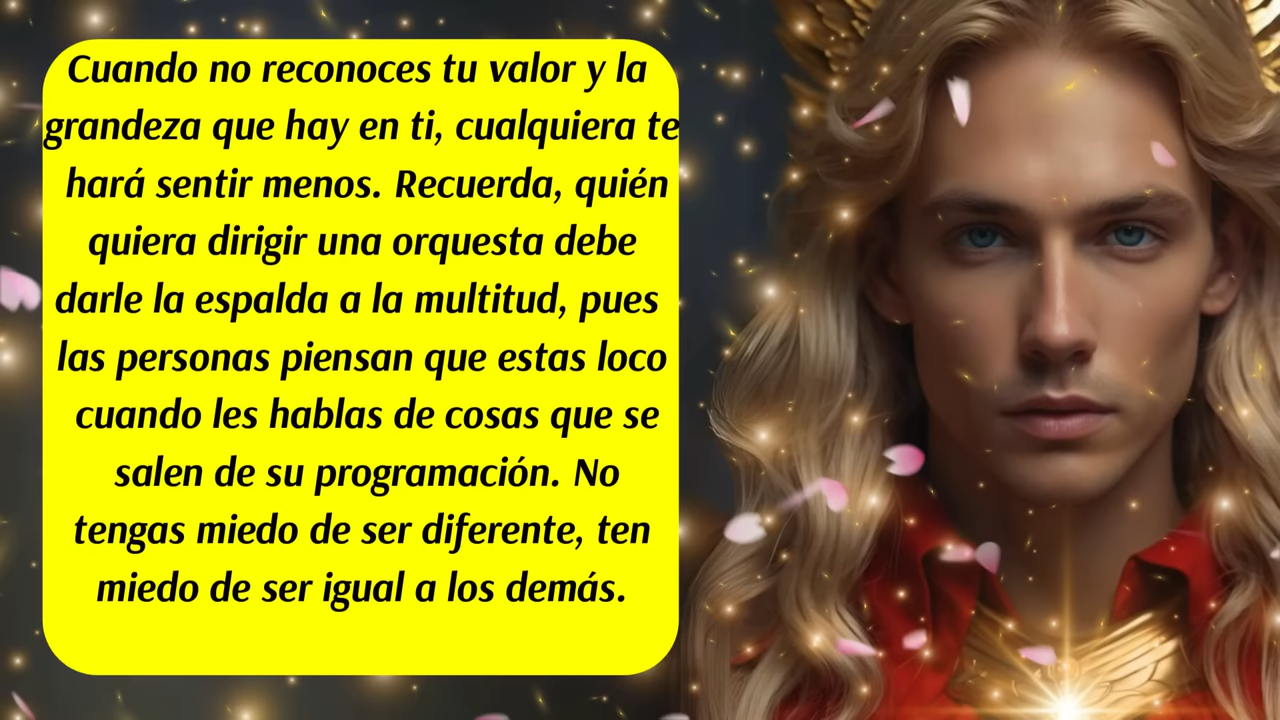 Cuando no reconoces tu valor y la
grandeza que hay en ti, cualquiera te
hará sentir menos. Recuerda, quién
quiera dirigir una orquesta debe
darle la espalda a la multitud, pues
las personas piensan que estas loco
cuando les hablas de cosas que se
salen de su programación. No
tengas miedo de ser diferente, ten
miedo de ser igual a los demás.